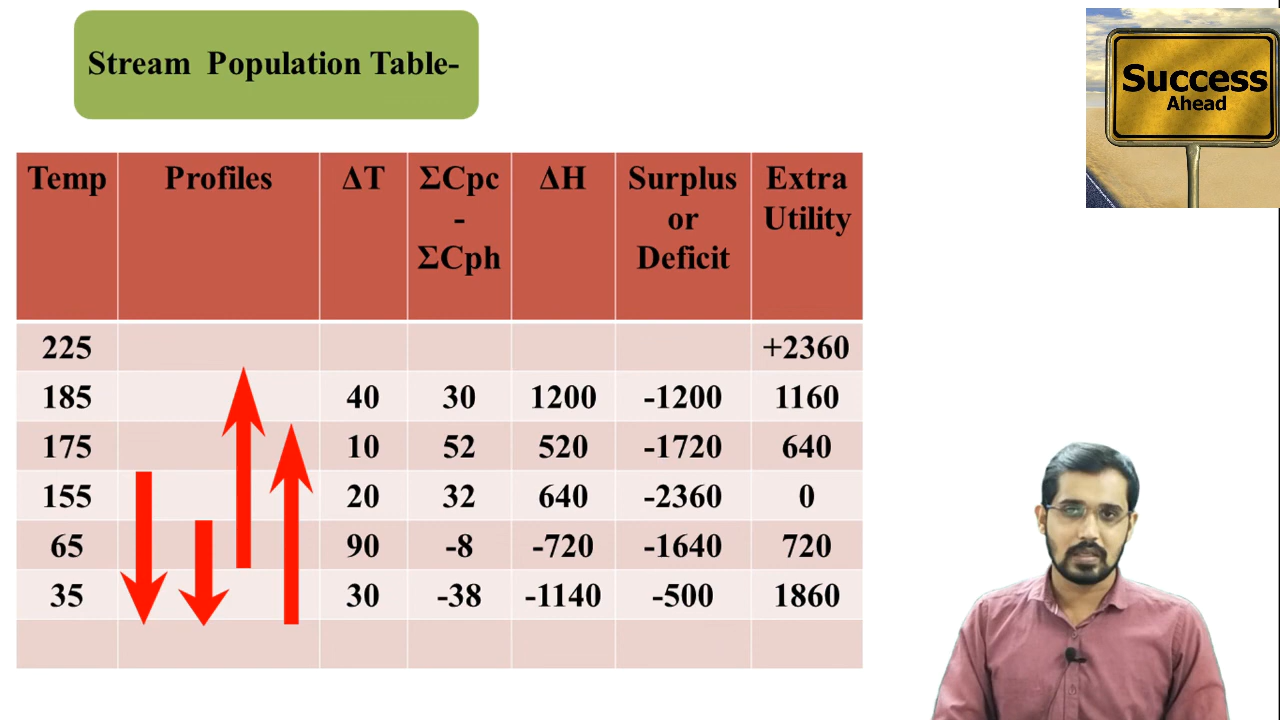 Stream Population Table-
Success
Ahead
Temp Profiles ΔT ΣCpc - ΣCph ΔH Surplus or Deficit Extra Utility
225 +2360
185 40 30 1200 -1200 1160
175 10 52 520 -1720 640
155 20 32 640 -2360 0
65 90 -8 -720 -1640 720
35 30 -38 -1140 -500 1860